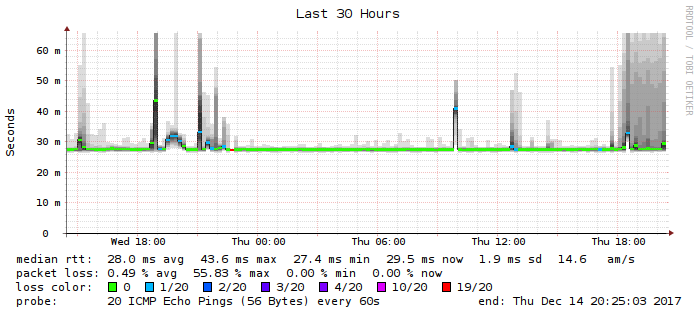 Last 30 Hours
RRDTOOL / TOBI OETIKER
Seconds
60 m
50 m
40 m
30 m
20 m
10 m
0
Wed 18:00 Thu 00:00 Thu 06:00 Thu 12:00 Thu 18:00
median rtt: 28.0 ms avg 43.6 ms max 27.4 ms min 29.5 ms now 1.9 ms sd 14.6 am/s
packet loss: 0.49 % avg 55.83 % max 0.00 % min 0.00 % now
loss color: 0 1/20 2/20 3/20 4/20 10/20 19/20
probe: 20 ICMP Echo Pings (56 Bytes) every 60s end: Thu Dec 14 20:25:03 2017